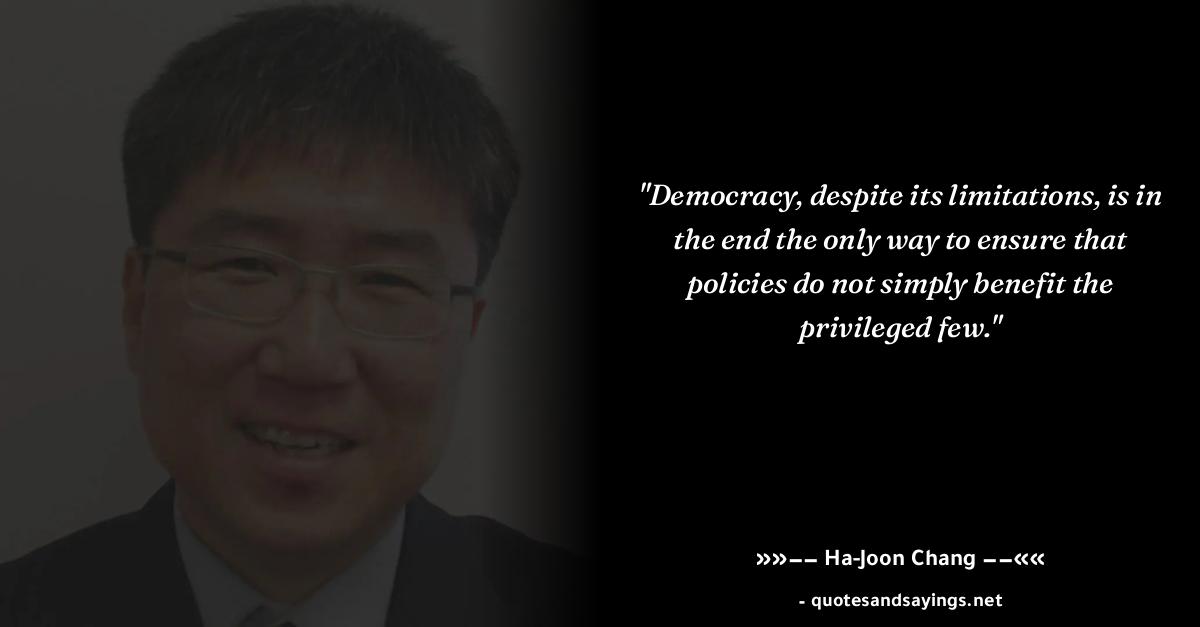 "Democracy, despite its limitations, is in
the end the only way to ensure that
policies do not simply benefit the
privileged few."
»»−− Ha-Joon Chang −−««
- quotesandsayings.net